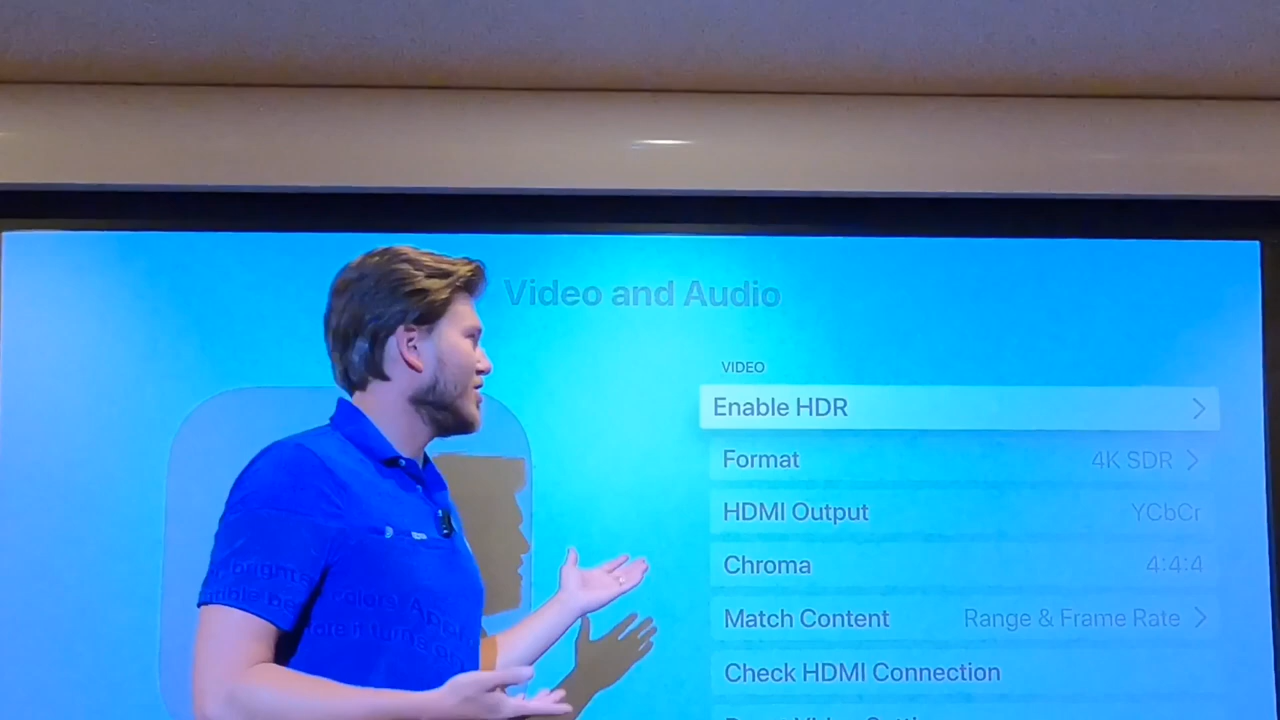 Video and Audio
VIDEO
Enable HDR
Format 4K SDR
HDMI Output YCbCr
Chroma 4:4:4
Match Content Range & Frame Rate
Check HDMI Connection